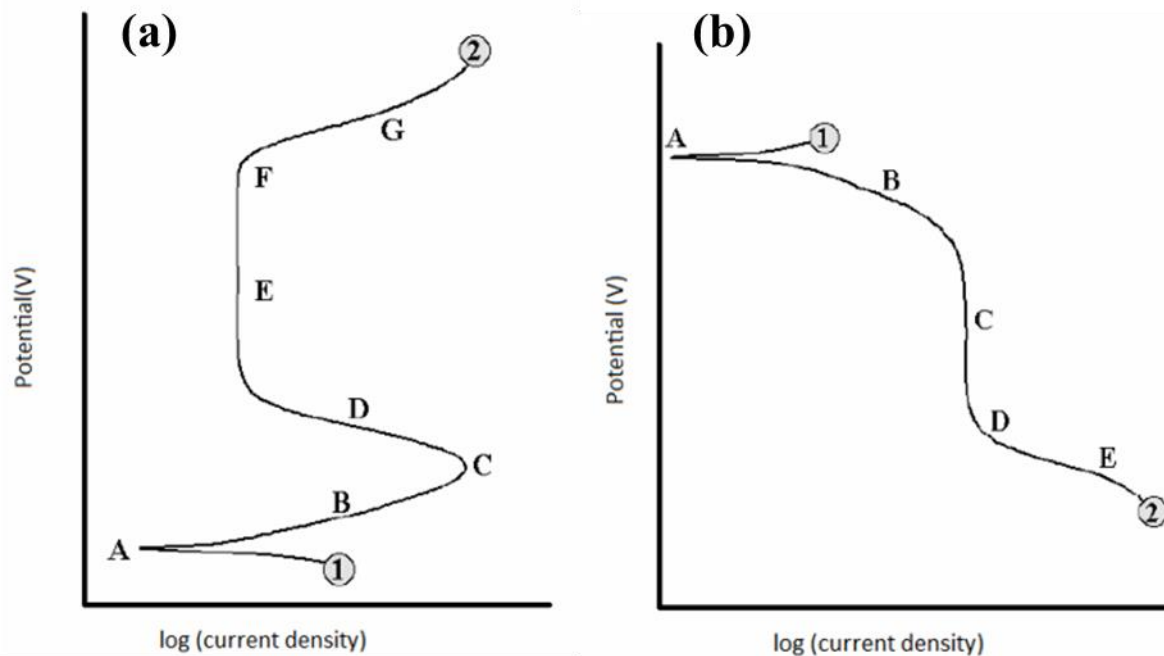 (a)
2
G
F
E
D
C
B
A
1
Potential(V)
log (current density)
(b)
A
1
B
C
D
E
2
Potential (V)
log (current density)